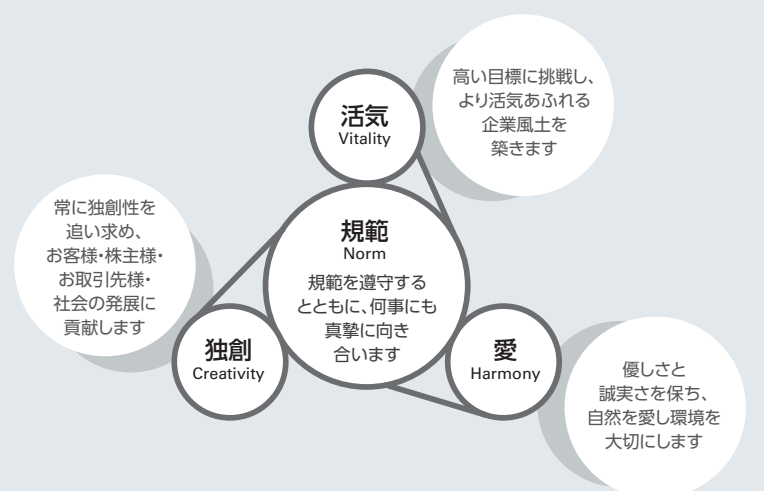 活気
Vitality
高い目標に挑戦し、
より活気あふれる
企業風土を
築きます
規範
Norm
規範を遵守する
とともに、何事にも
真摯に向き
合います
常に独創性を
追い求め、
お客様・株主様・
お取引先様・
社会の発展に
貢献します
独創
Creativity
愛
Harmony
優しさと
誠実さを保ち、
自然を愛し環境を
大切にします